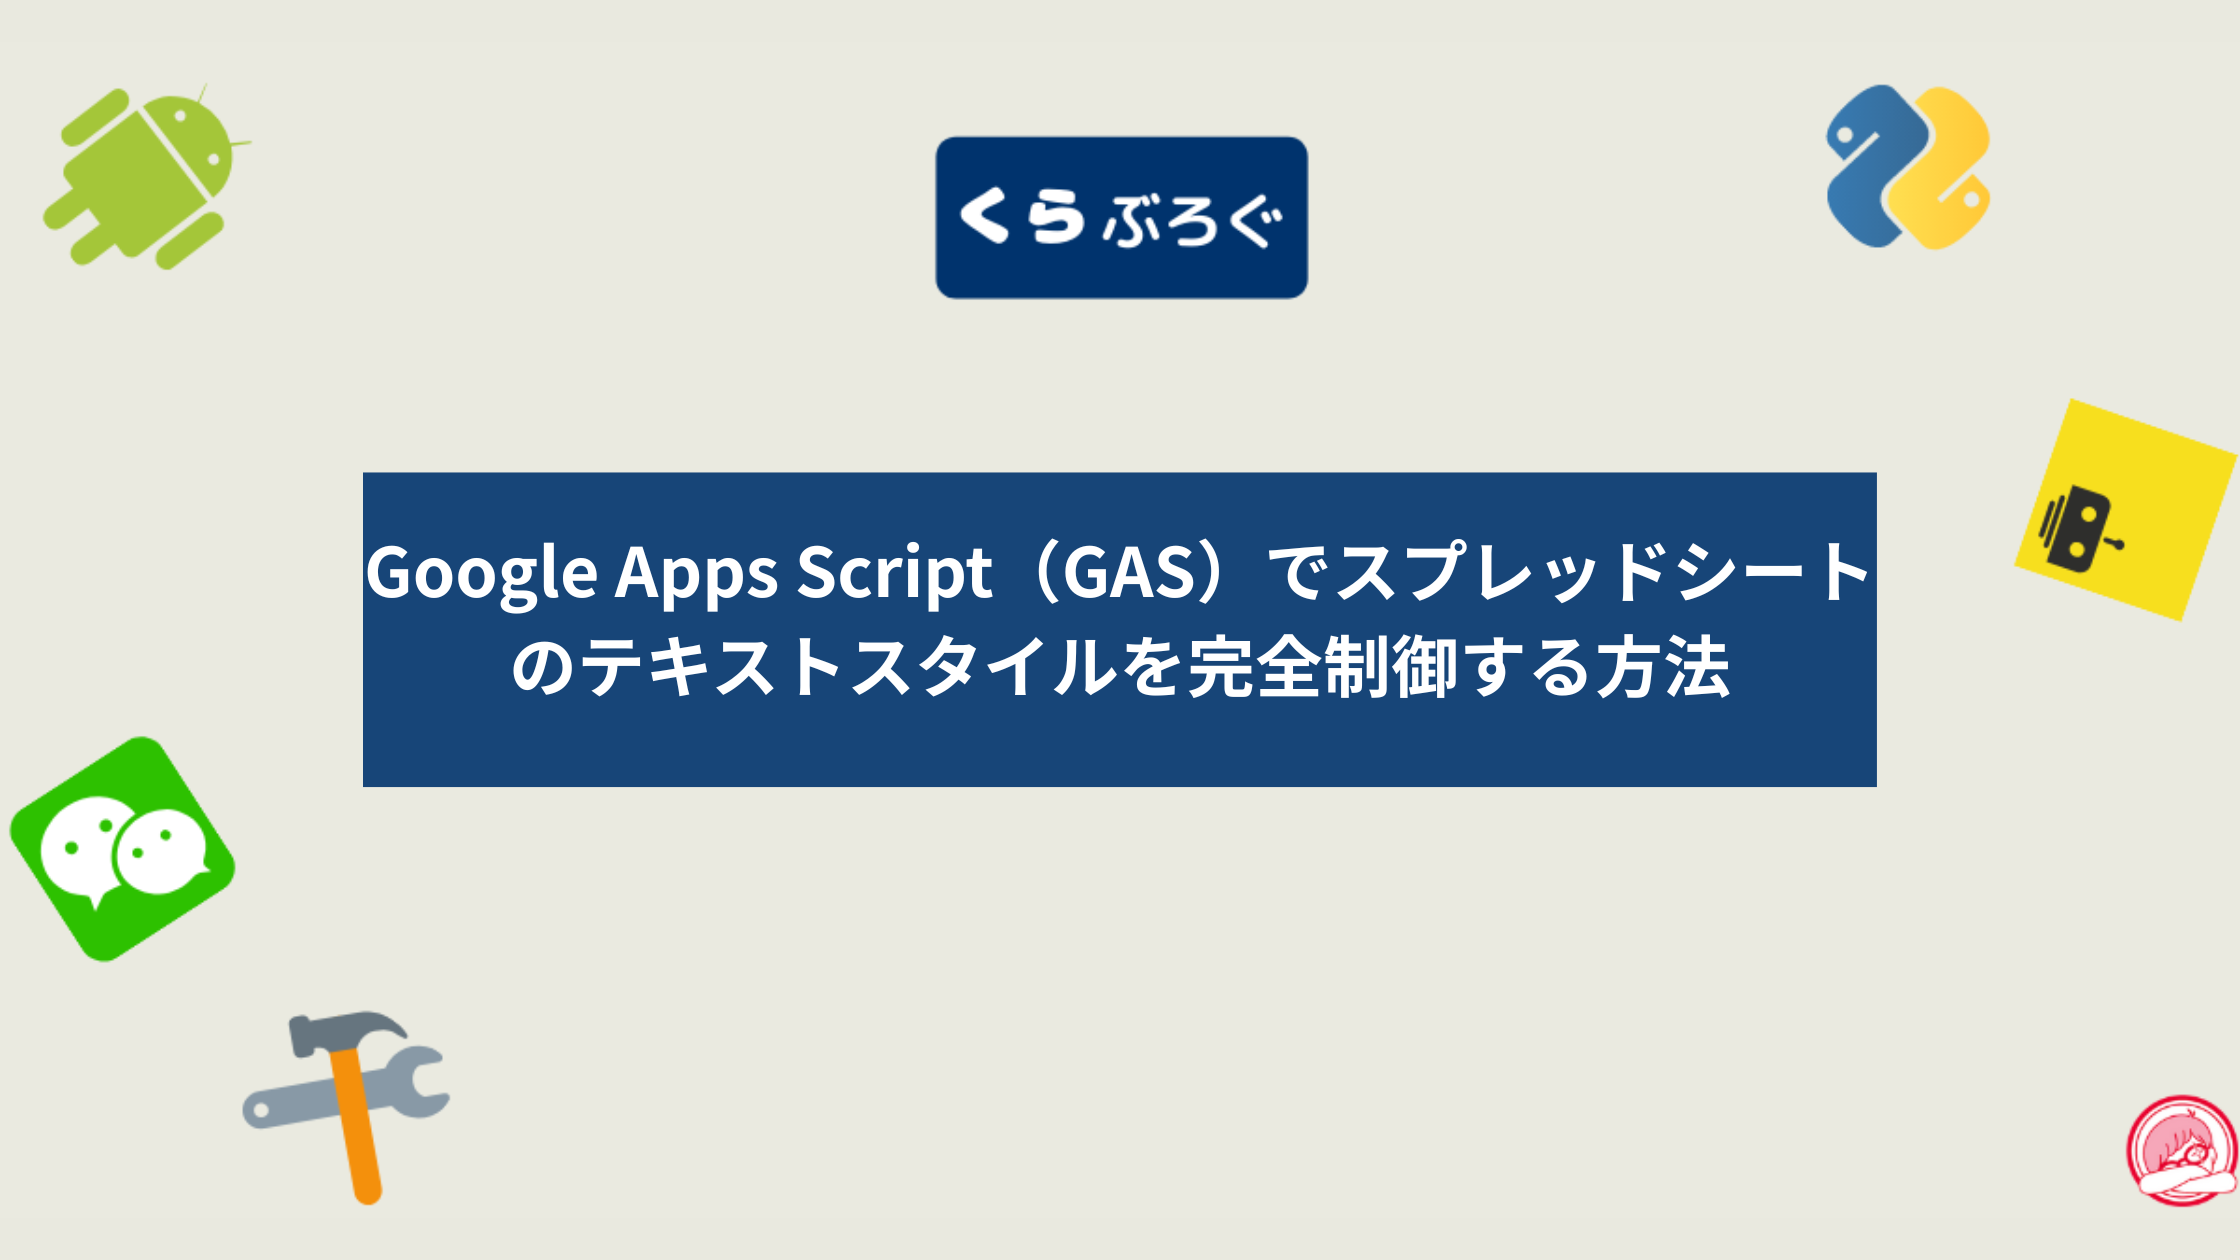 くらぶろぐ
Google Apps Script（GAS）でスプレッドシート
のテキストスタイルを完全制御する方法